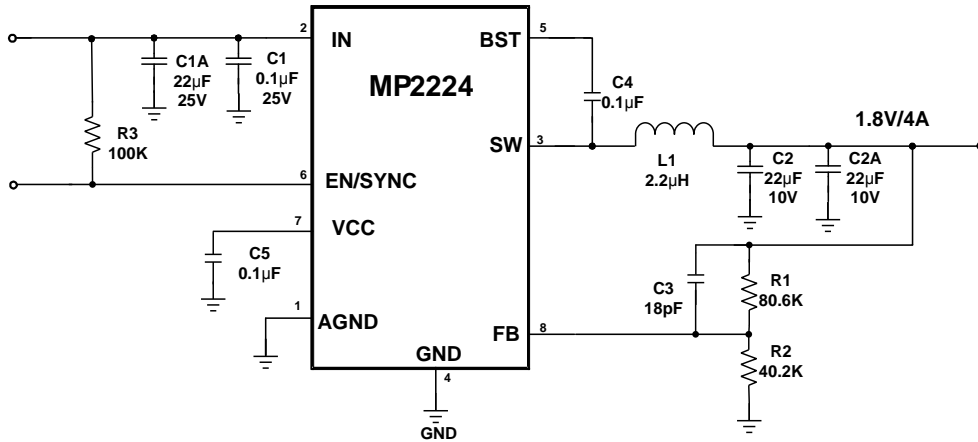 2
IN
BST
5
C1A
22µF
25V
C1
0.1µF
25V
MP2224
C4
0.1µF
R3
100K
SW
3
1.8V/4A
L1
2.2µH
C2
22µF
10V
C2A
22µF
10V
6
EN/SYNC
7
VCC
C5
0.1µF
C3
18pF
R1
80.6K
1
AGND
FB
8
GND
4
R2
40.2K
GND